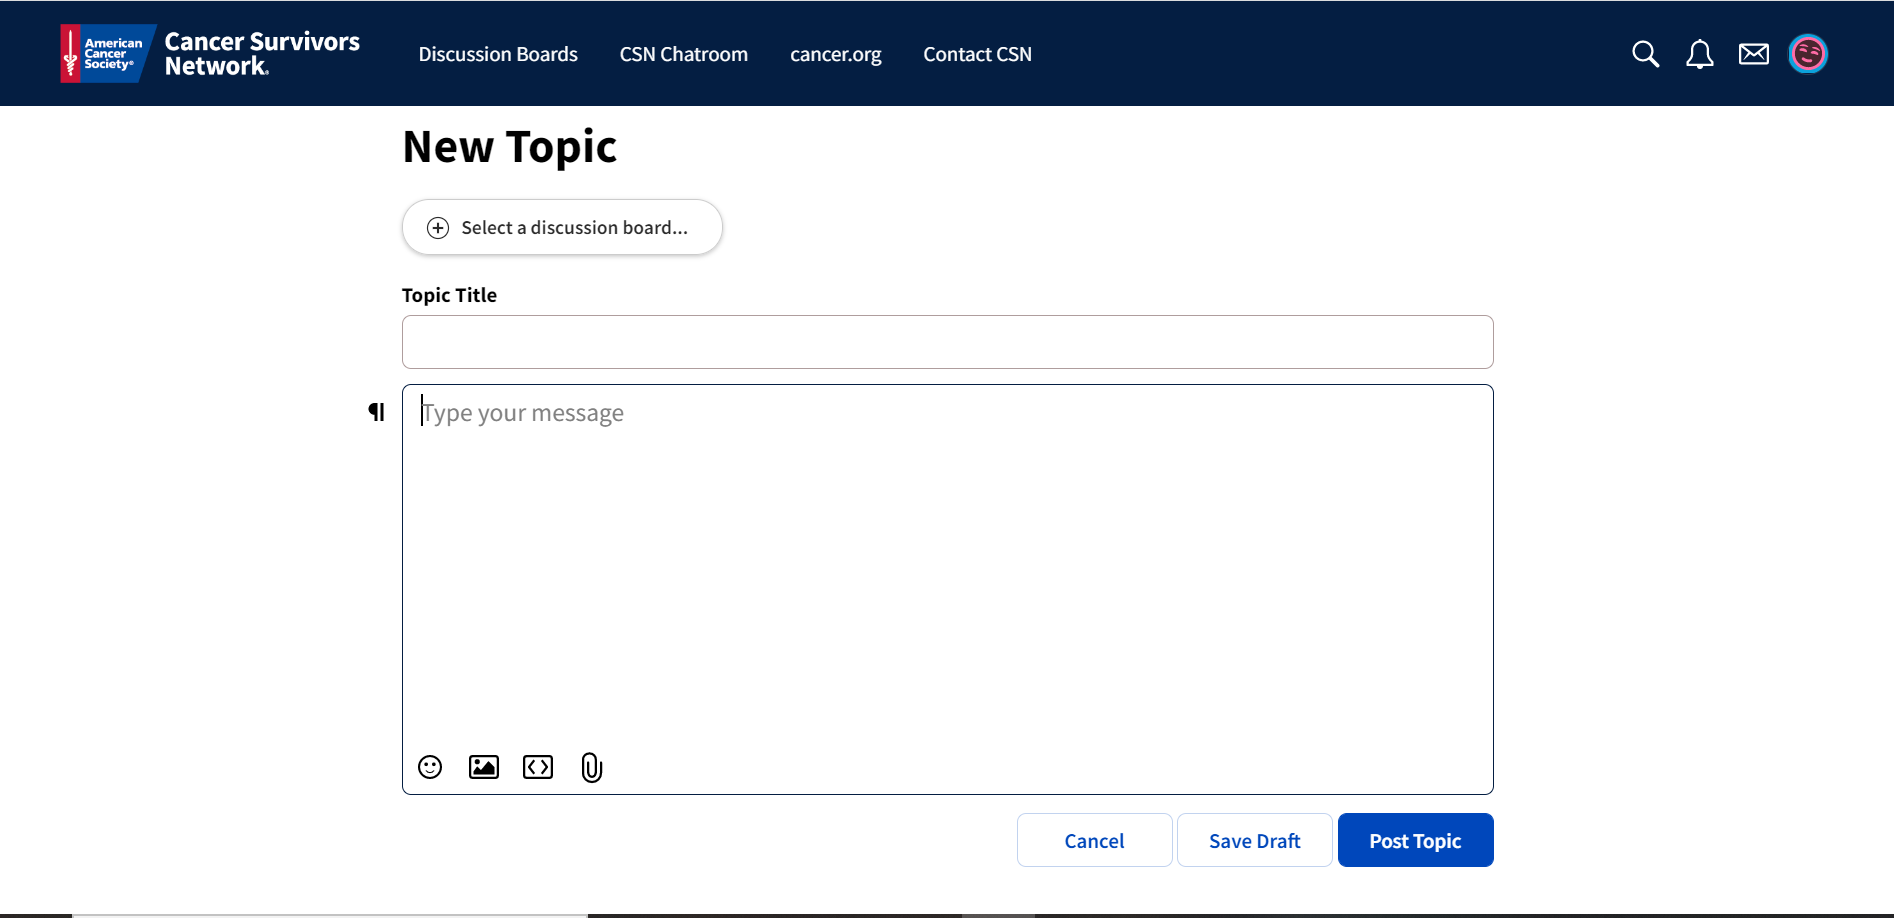 American
Cancer
Society®
Cancer Survivors
Network®
Discussion Boards
CSN Chatroom
cancer.org
Contact CSN
New Topic
Select a discussion board...
Topic Title
¶
Type your message
Cancel
Save Draft
Post Topic